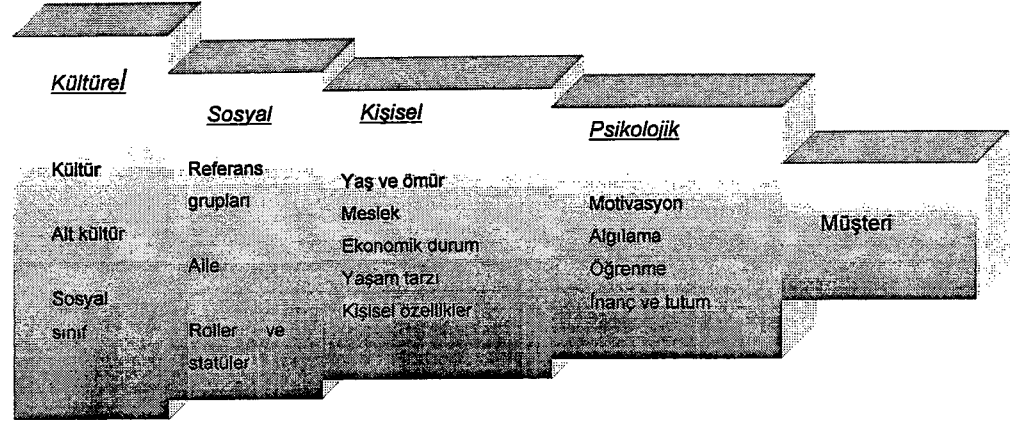 Kültürel
Kültür
Alt kültür
Sosyal
sınıf
Sosyal
Referans
grupları
Aile
Roller ve
statüler
Kişisel
Yaş ve ömür
Meslek
Ekonomik durum
Yaşam tarzı
Kişisel özellikler
Psikolojik
Motivasyon
Algılama
Öğrenme
İnanç ve tutum
Müşteri